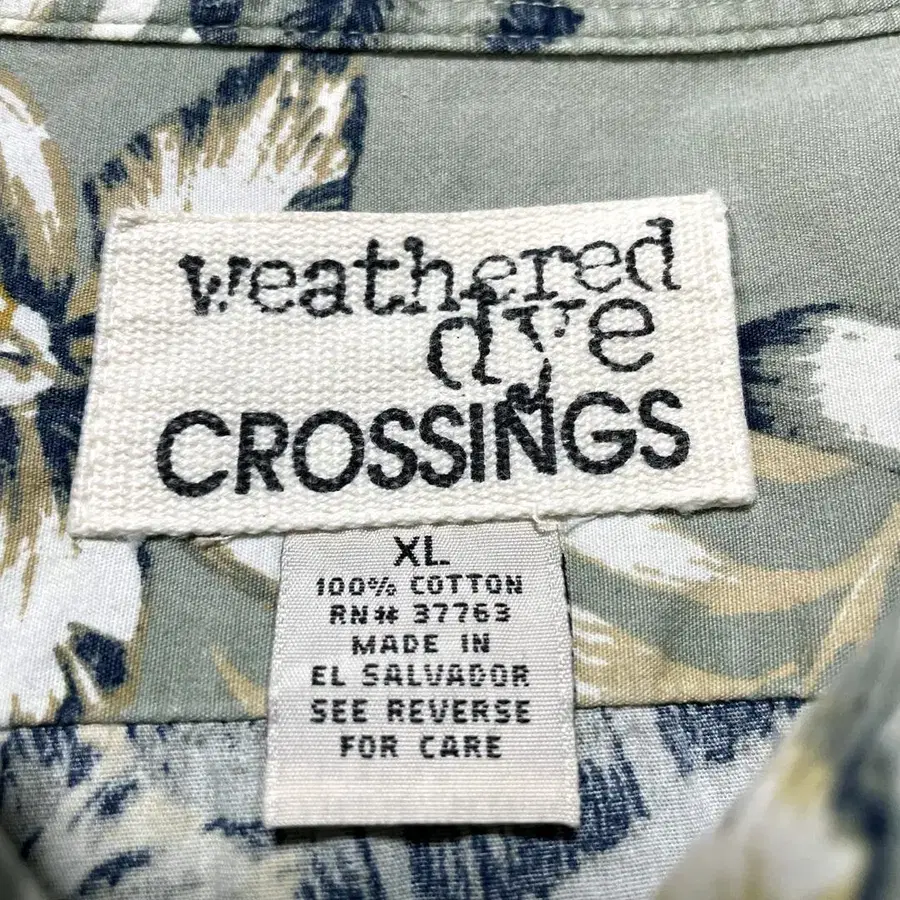 weathered
dye
CROSSINGS
XL
100% COTTON
RN# 37763
MADE IN
EL SALVADOR
SEE REVERSE
FOR CARE